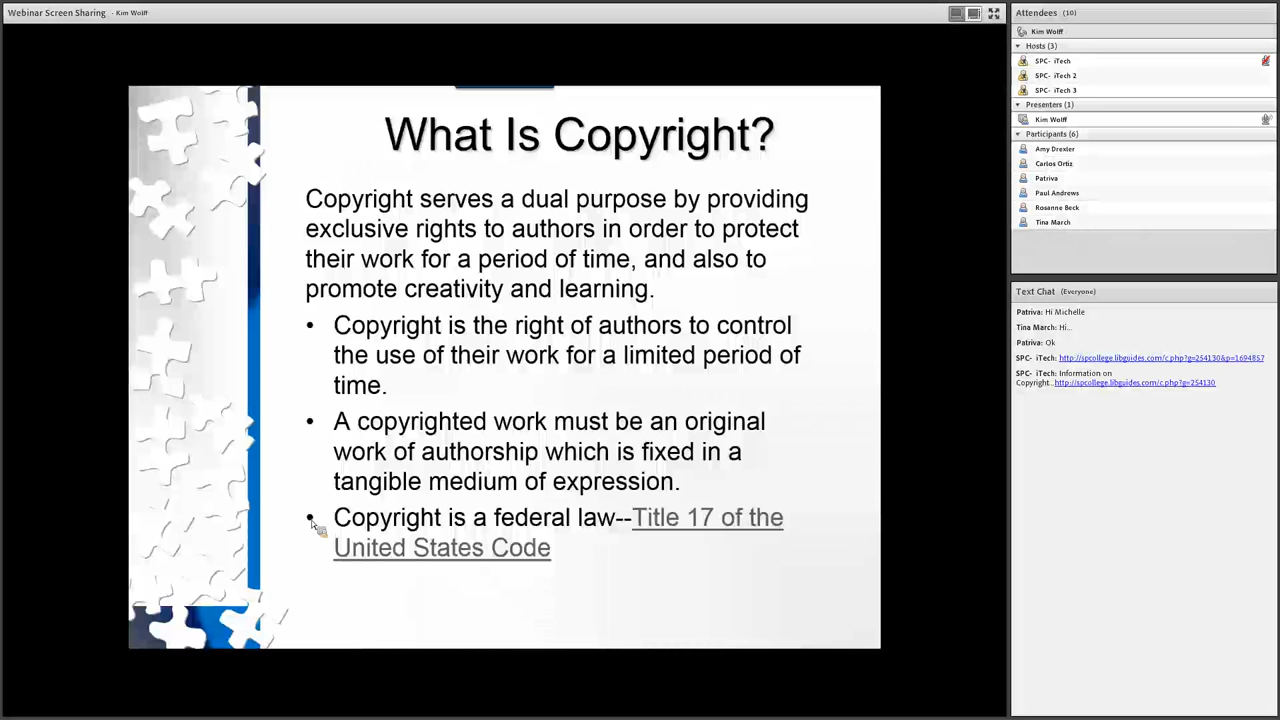 Webinar Screen Sharing - Kim Wolff
What Is Copyright?
Copyright serves a dual purpose by providing
exclusive rights to authors in order to protect
their work for a period of time, and also to
promote creativity and learning.
• Copyright is the right of authors to control
the use of their work for a limited period of
time.
• A copyrighted work must be an original
work of authorship which is fixed in a
tangible medium of expression.
• Copyright is a federal law--Title 17 of the
United States Code
Attendees (10)
Kim Wolff
Hosts (3)
SPC- iTech
SPC- iTech 2
SPC- iTech 3
Presenters (1)
Kim Wolff
Participants (6)
Amy Drexler
Carlos Ortiz
Patriva
Paul Andrews
Rosanne Beck
Tina March
Text Chat (Everyone)
Patriva: Hi Michelle
Tina March: Hi...
Patriva: Ok
SPC- iTech: http://spcollege.libguides.com/c.php?g=254130&p=1694857
SPC- iTech: Information on
Copyright...http://spcollege.libguides.com/c.php?g=254130